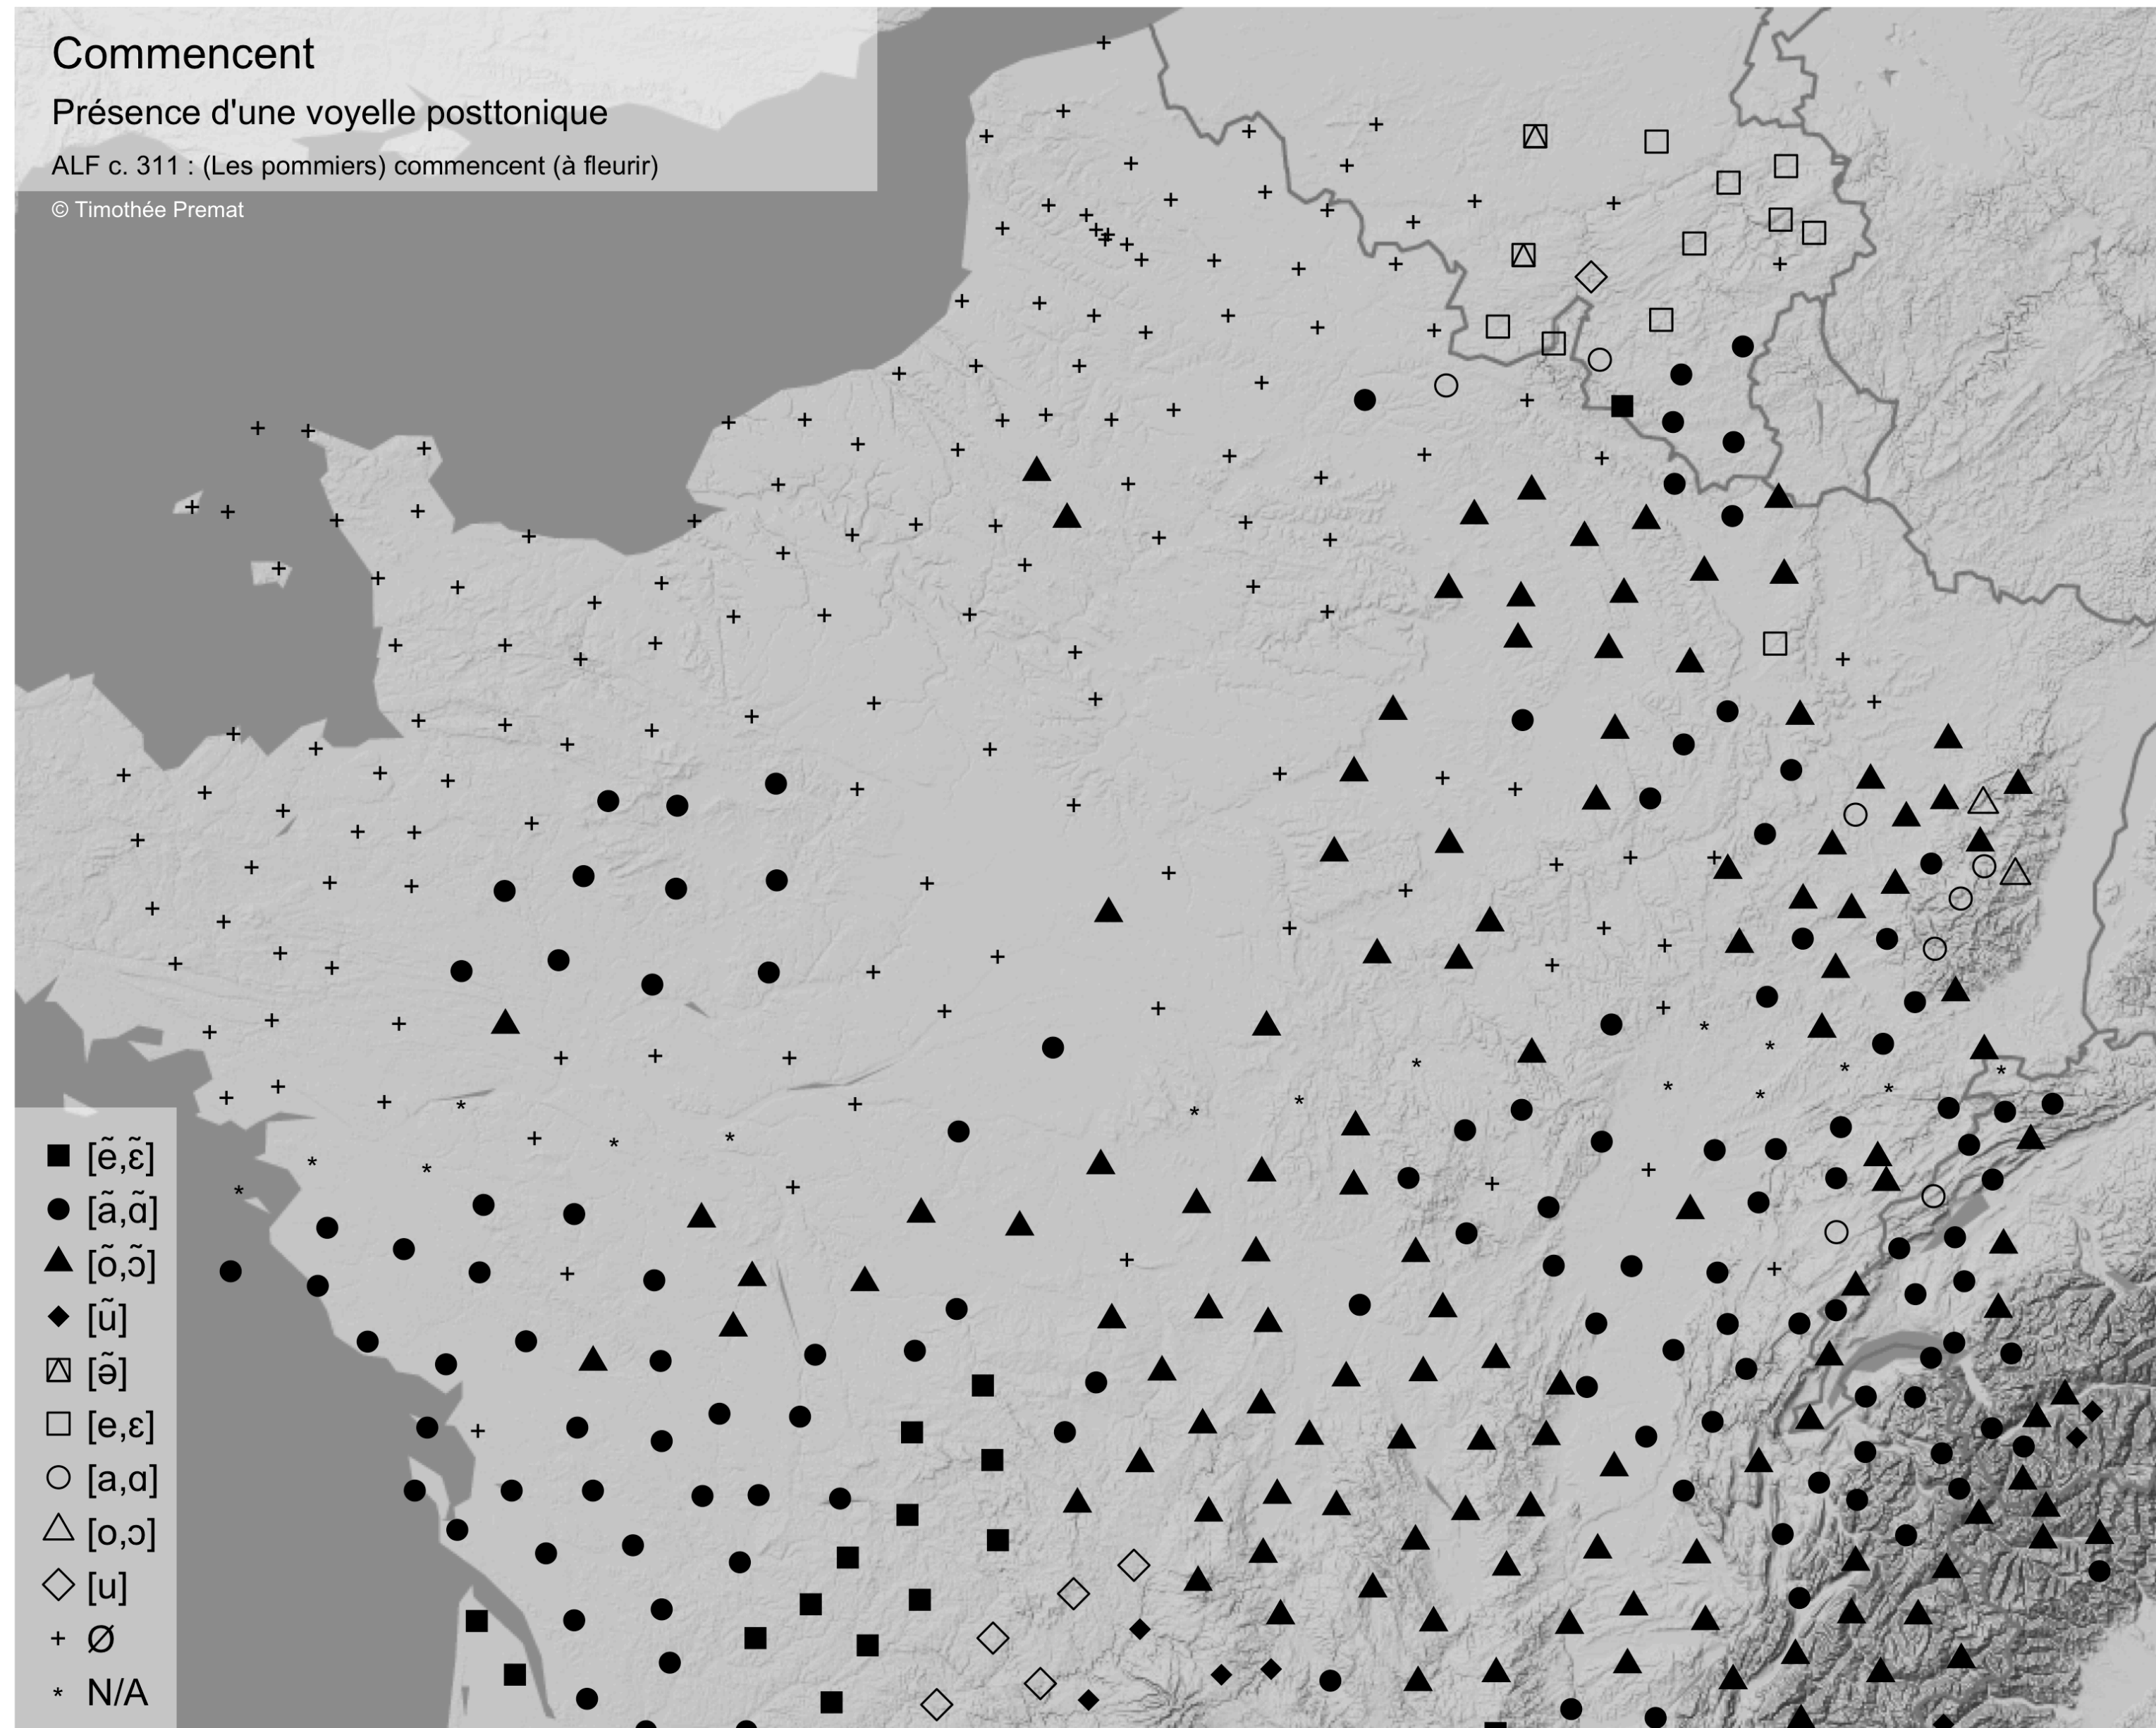 Commencent
Présence d'une voyelle posttonique
ALF c. 311 : (Les pommiers) commencent (à fleurir)
© Timothée Premat
[ẽ,ɛ̃]
[ã,ɑ̃]
[õ,ɔ̃]
[ũ]
[ə̃]
[e,ɛ]
[a,ɑ]
[o,ɔ]
[u]
Ø
N/A